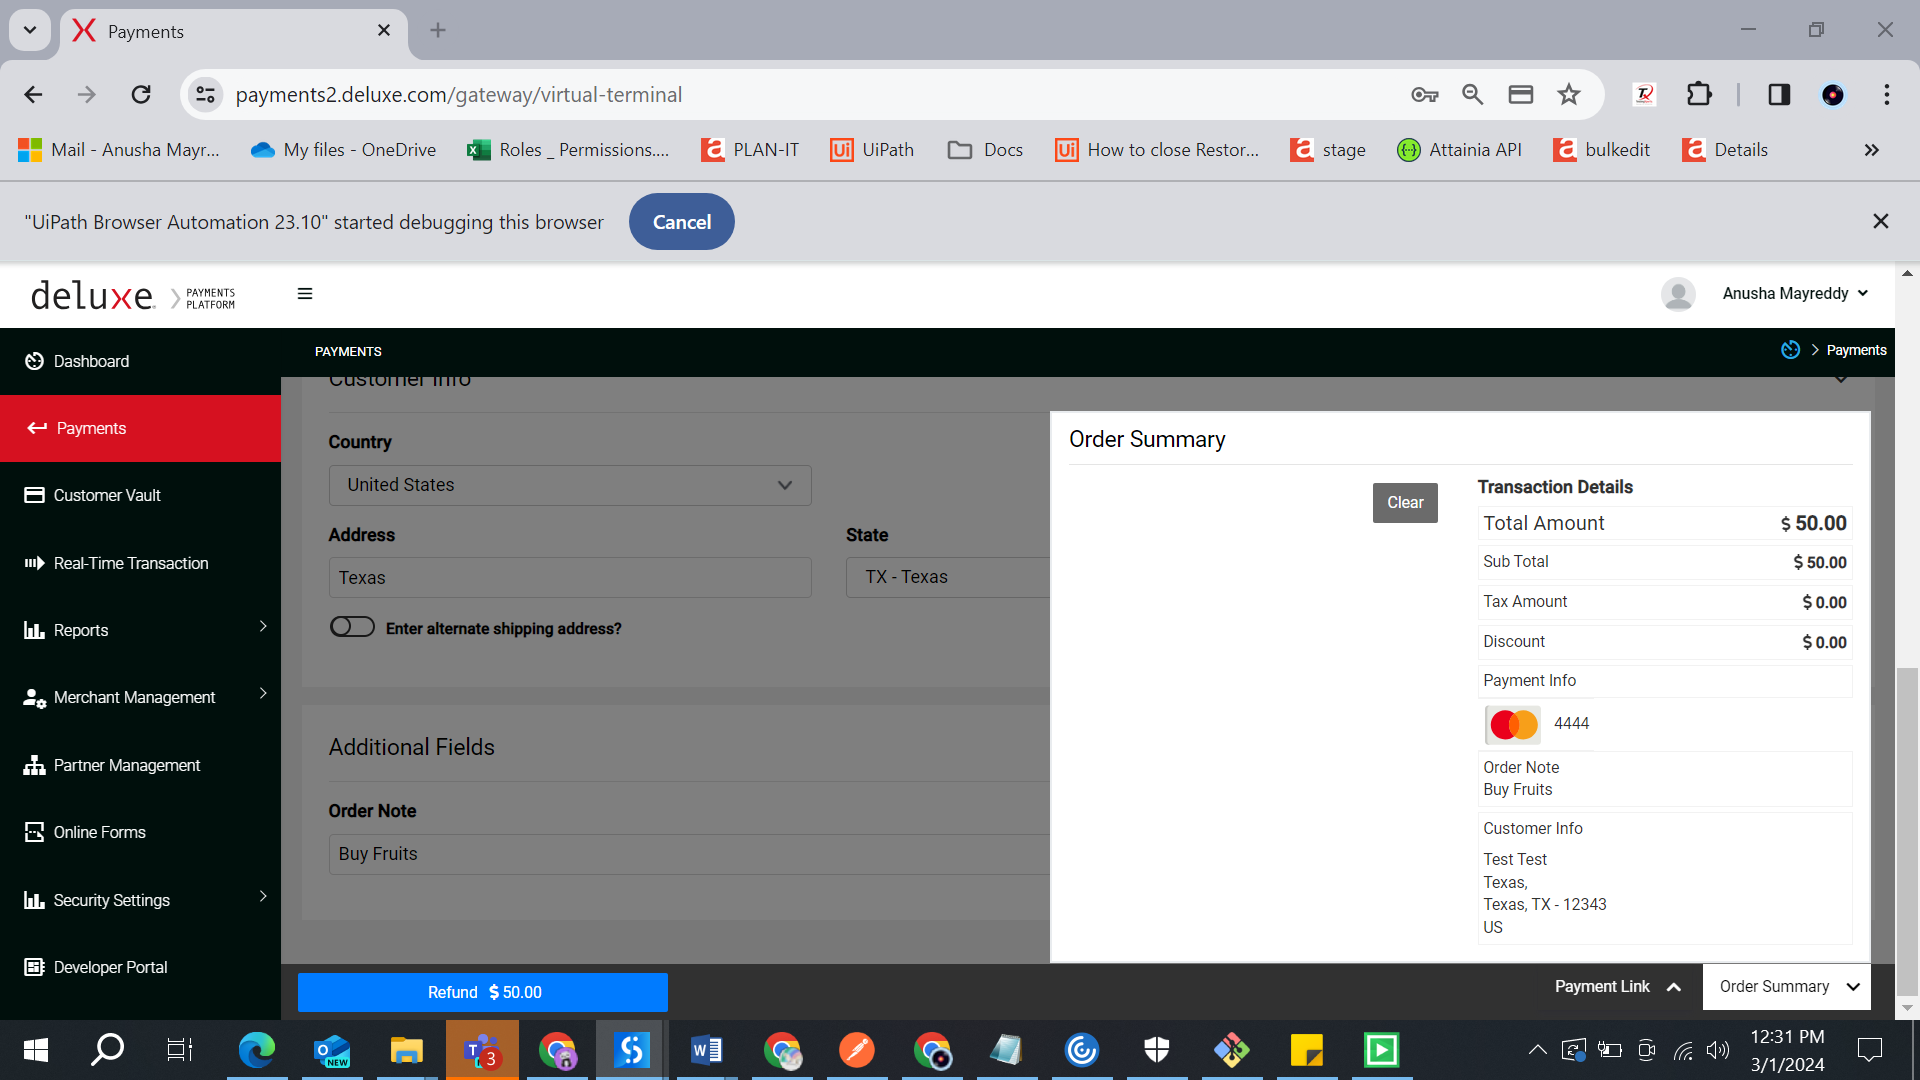 Payments
payments2.deluxe.com/gateway/virtual-terminal
Mail - Anusha Mayr...
My files - OneDrive
Roles _ Permissions....
PLAN-IT
UiPath
Docs
How to close Restor...
stage
Attainia API
bulkedit
Details
"UiPath Browser Automation 23.10" started debugging this browser
Cancel
deluxe. PAYMENTS PLATFORM
Anusha Mayreddy
PAYMENTS
Payments
Dashboard
Payments
Customer Vault
Real-Time Transaction
Reports
Merchant Management
Partner Management
Online Forms
Security Settings
Developer Portal
Customer Info
Country
United States
Address
State
Texas
TX - Texas
Enter alternate shipping address?
Additional Fields
Order Note
Buy Fruits
Order Summary
Clear
Transaction Details
Total Amount $ 50.00
Sub Total $ 50.00
Tax Amount $ 0.00
Discount $ 0.00
Payment Info
4444
Order Note
Buy Fruits
Customer Info
Test Test
Texas,
Texas, TX - 12343
US
Refund $ 50.00
Payment Link
Order Summary
NEW
3
12:31 PM
3/1/2024